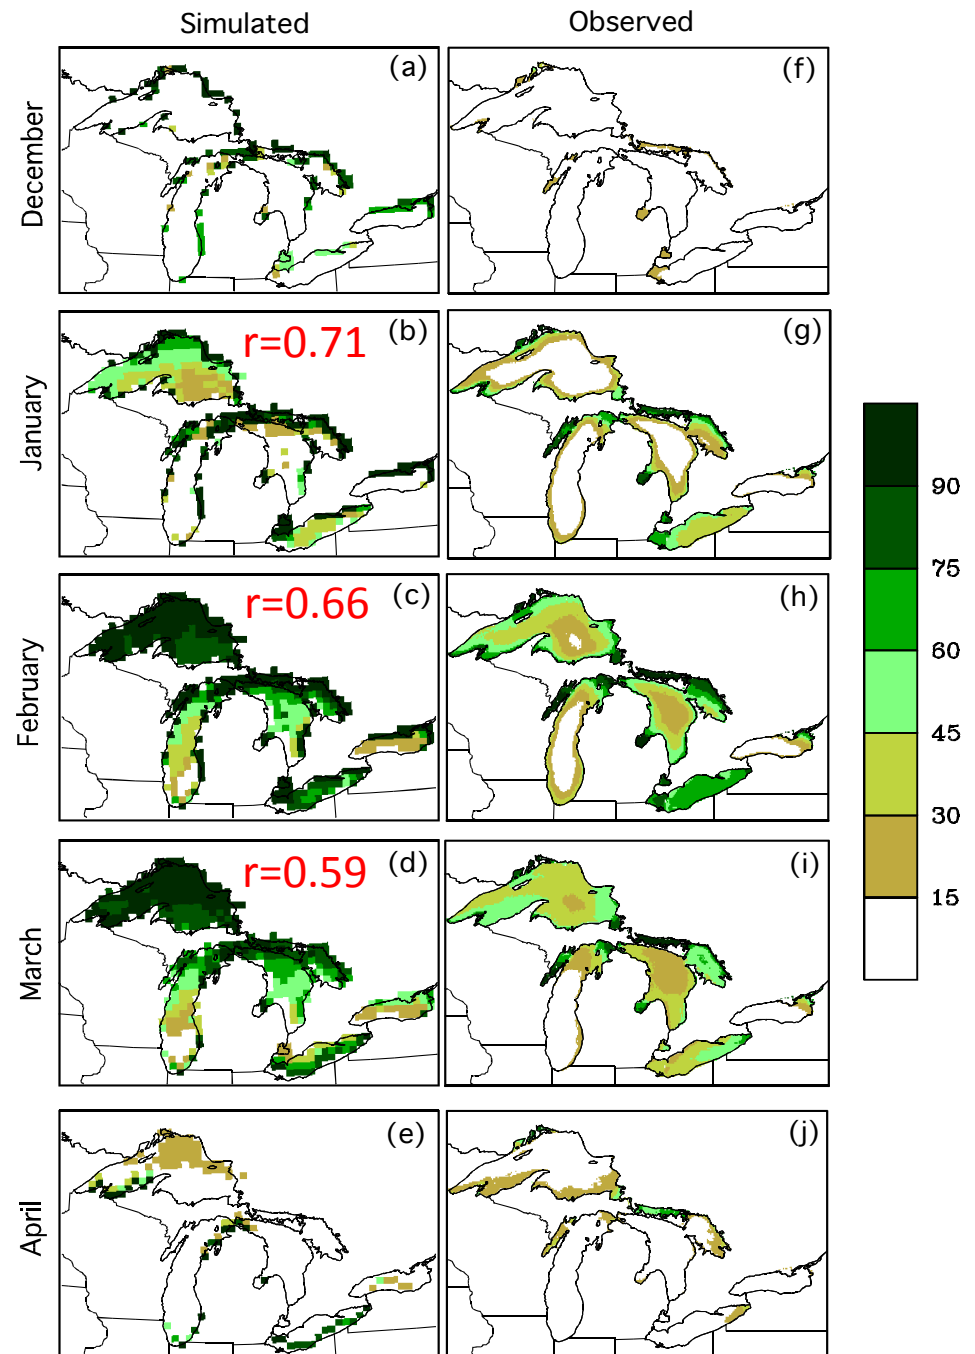 Simulated Observed
December (a) (f)
January (b) r=0.71 (g)
February (c) r=0.66 (h)
March (d) r=0.59 (i)
April (e) (j)
90
75
60
45
30
15